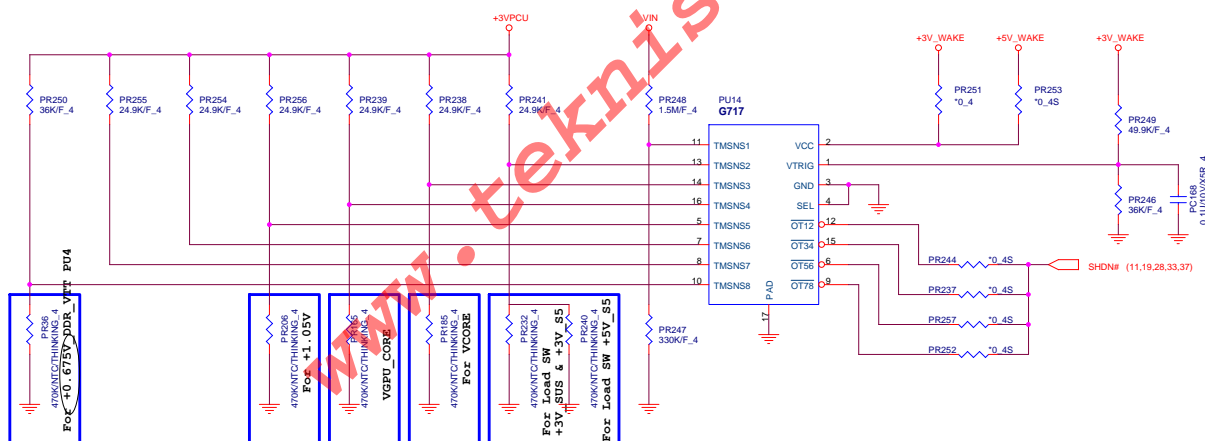 +3VPCU
VIN
+3V_WAKE
+5V_WAKE
+3V_WAKE
PR250
36K/F_4
PR255
24.9K/F_4
PR254
24.9K/F_4
PR256
24.9K/F_4
PR239
24.9K/F_4
PR238
24.9K/F_4
PR241
24.9K/F_4
PR248
1.5M/F_4
PU14
G717
PR251
*0_4
PR253
*0_4S
PR249
49.9K/F_4
11 TMSNS1
13 TMSNS2
14 TMSNS3
16 TMSNS4
5 TMSNS5
7 TMSNS6
8 TMSNS7
10 TMSNS8
VCC 2
VTRIG 1
GND 3
SEL 4
OT12 12
OT34 15
OT56 6
OT78 9
PAD
17
PR246
36K/F_4
PC168
0.1U/10V/X5R_4
PR244 *0_4S
PR237 *0_4S
PR257 *0_4S
PR252 *0_4S
SHDN# (11,19,28,33,37)
PR36
470K/NTC/THINKING_4
For +0.675V_DDR_VTT PU4
PR206
470K/NTC/THINKING_4
For +1.05V
470K/NTC/THINKING_4
VGPU_CORE
PR185
470K/NTC/THINKING_4
For VCORE
PR232
470K/NTC/THINKING_4
For Load SW
+3V_SUS & +3V_S5
PR240
470K/NTC/THINKING_4
For Load SW +5V_S5
PR247
330K/F_4
www.teknis